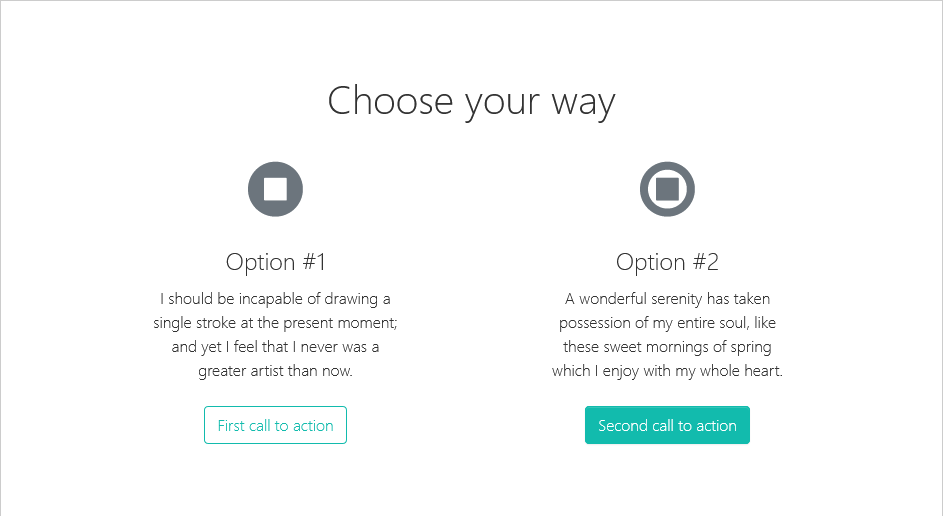 Choose your way
Option #1
I should be incapable of drawing a
single stroke at the present moment;
and yet I feel that I never was a
greater artist than now.
First call to action
Option #2
A wonderful serenity has taken
possession of my entire soul, like
these sweet mornings of spring
which I enjoy with my whole heart.
Second call to action